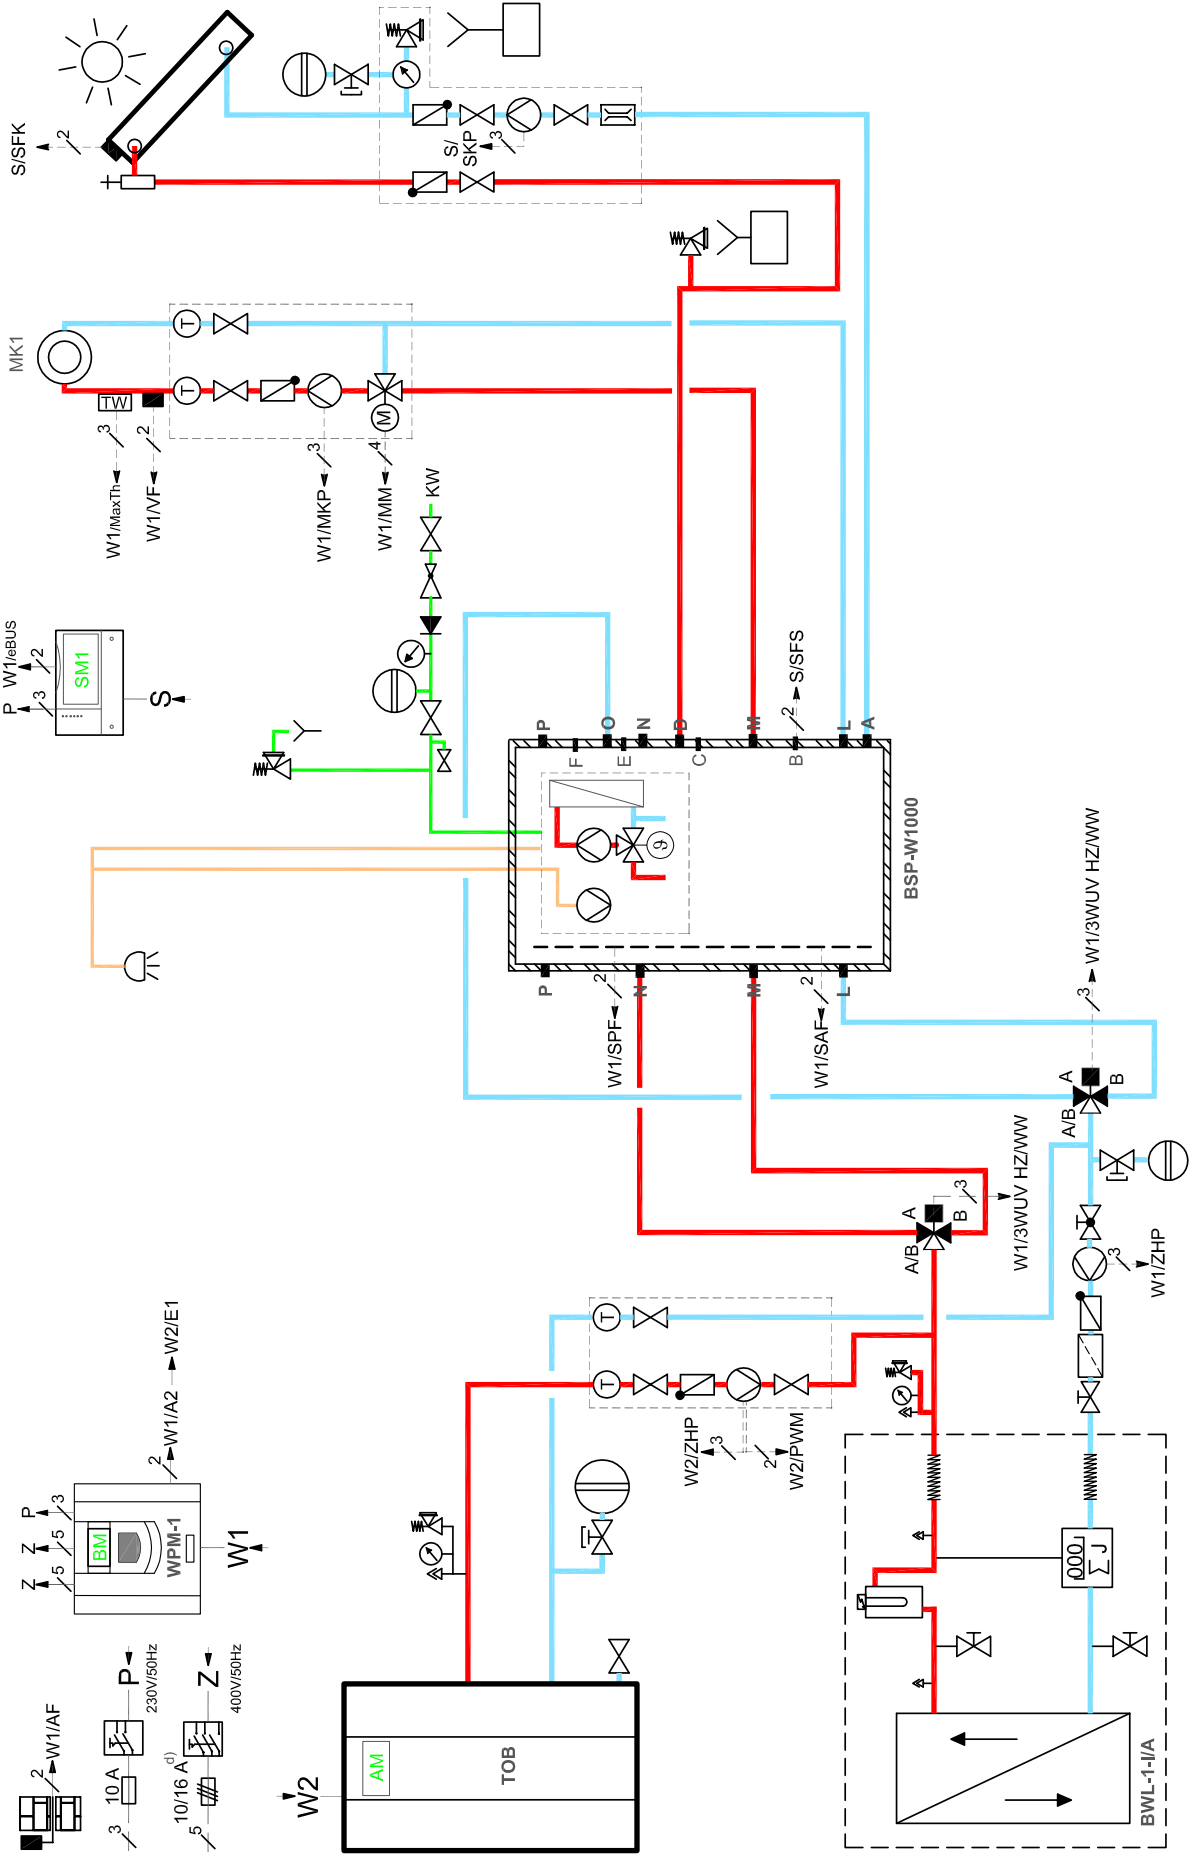 S/SFK
2
S/
SKP
3
MK1
T
T
TW
M
3
2
3
4
W1/MaxTh
W1/VF
W1/MKP
W1/MM
KW
P
W1/eBUS
3
2
SM1
S
P
F
O
E
N
D
C
M
B
L
A
2
S/SFS
ϑ
BSP-W1000
P
N
M
L
2
W1/SPF
2
W1/SAF
3
W1/3WUV HZ/WW
A
B
A/B
A
B
A/B
3
W1/3WUV HZ/WW
3
W1/ZHP
W1/A2
W2/E1
2
Z
Z
P
5
5
3
BM
WPM-1
W1
T
T
W2/ZHP
3
2
W2/PWM
2
W1/AF
3
10 A
P
230V/50Hz
5
10/16 A
d)
Z
400V/50Hz
W2
AM
TOB
000
Σ J
BWL-1-I/A